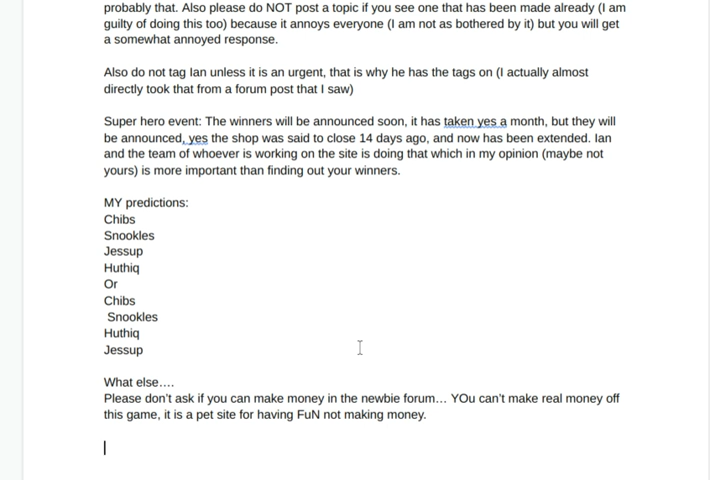 probably that. Also please do NOT post a topic if you see one that has been made already (I am
guilty of doing this too) because it annoys everyone (I am not as bothered by it) but you will get
a somewhat annoyed response.
Also do not tag Ian unless it is an urgent, that is why he has the tags on (I actually almost
directly took that from a forum post that I saw)
Super hero event: The winners will be announced soon, it has taken yes a month, but they will
be announced, yes the shop was said to close 14 days ago, and now has been extended. Ian
and the team of whoever is working on the site is doing that which in my opinion (maybe not
yours) is more important than finding out your winners.
MY predictions:
Chibs
Snookles
Jessup
Huthiq
Or
Chibs
Snookles
Huthiq
Jessup
What else….
Please don't ask if you can make money in the newbie forum… YOu can't make real money off
this game, it is a pet site for having FuN not making money.